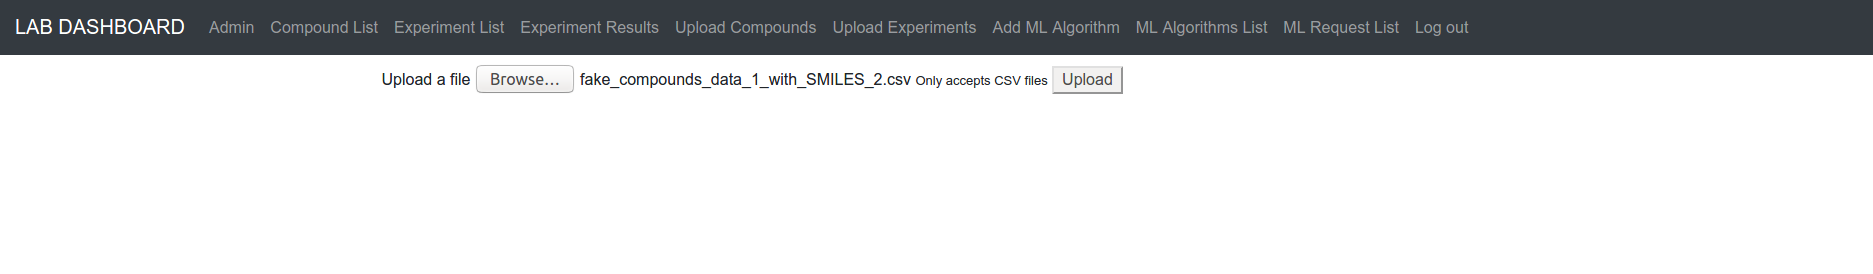 LAB DASHBOARD Admin Compound List Experiment List Experiment Results Upload Compounds Upload Experiments Add ML Algorithm ML Algorithms List ML Request List Log out
Upload a file Browse... fake_compounds_data_1_with_SMILES_2.csv Only accepts CSV files Upload